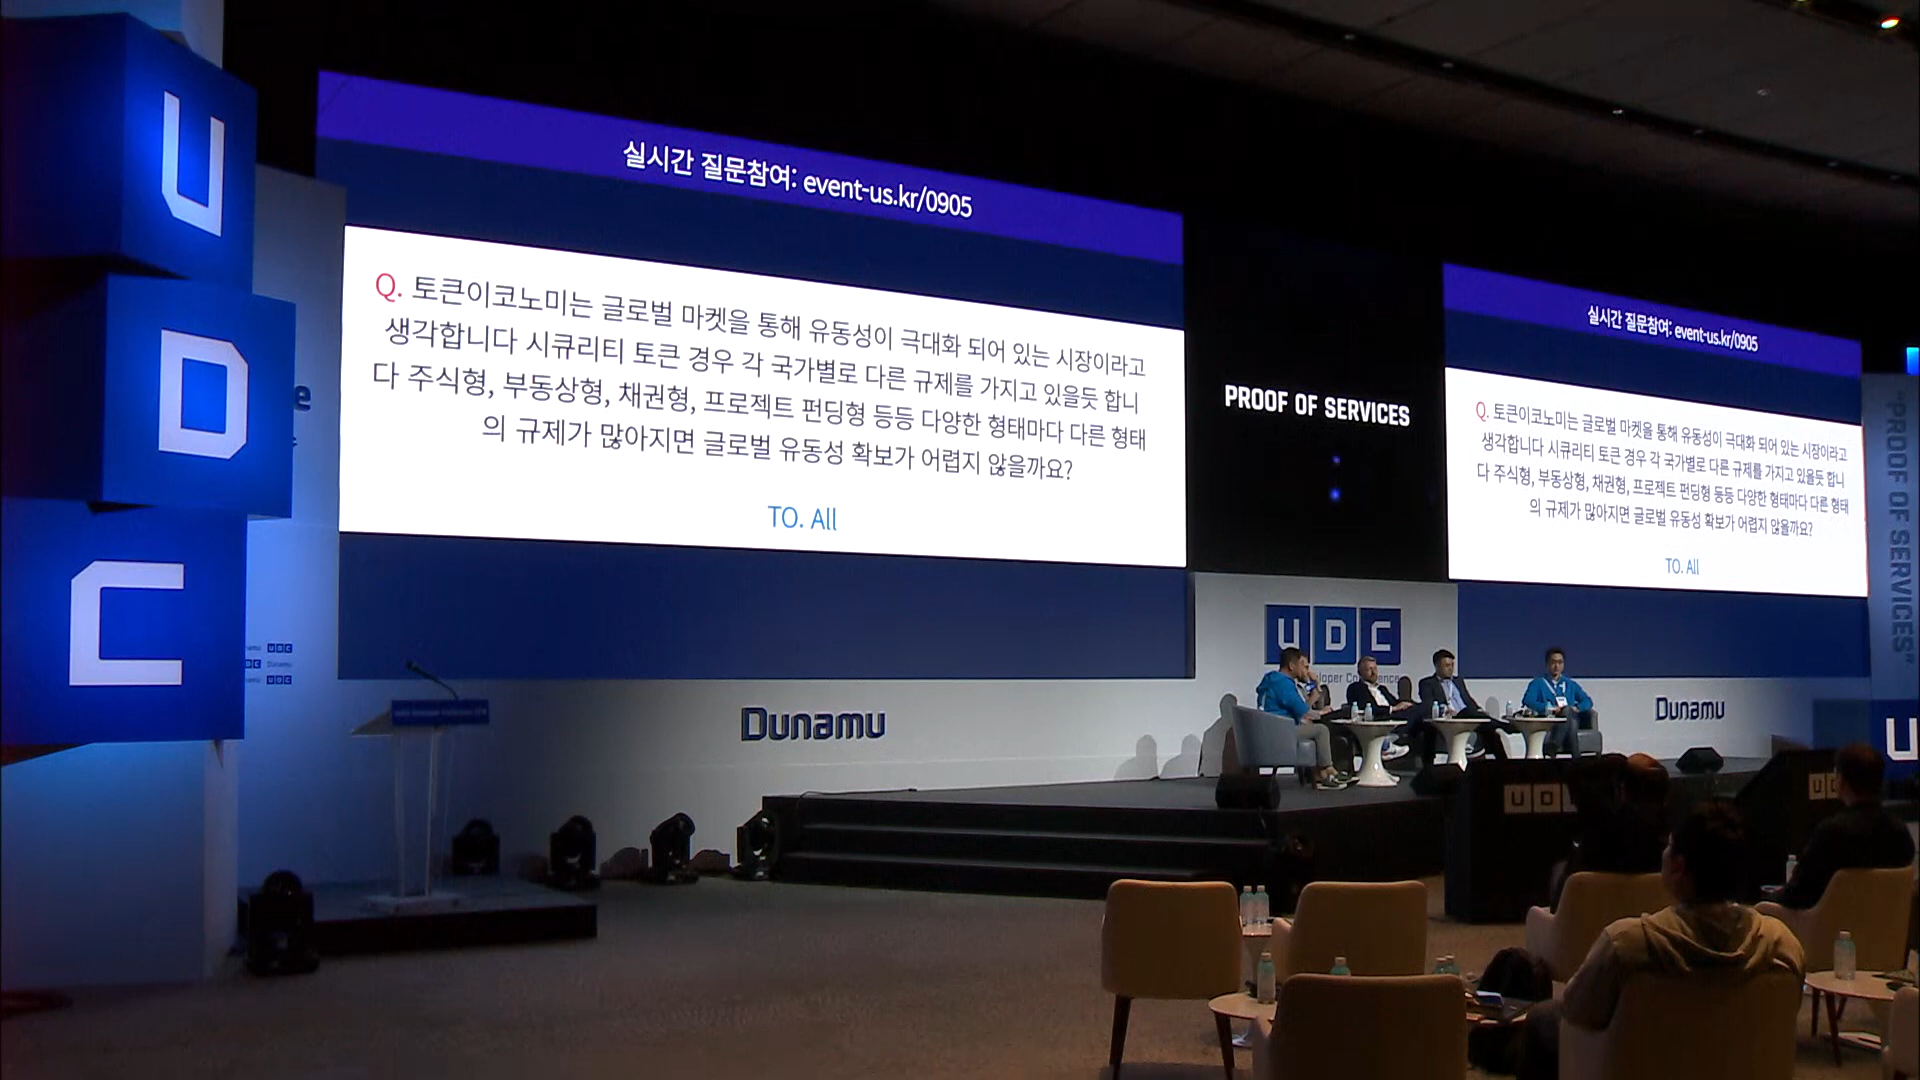 U
D
C
실시간 질문참여: event-us.kr/0905
Q. 토큰이코노미는 글로벌 마켓을 통해 유동성이 극대화 되어 있는 시장이라고
생각합니다 시큐리티 토큰 경우 각 국가별로 다른 규제를 가지고 있을듯 합니
다 주식형, 부동상형, 채권형, 프로젝트 펀딩형 등등 다양한 형태마다 다른 형태
의 규제가 많아지면 글로벌 유동성 확보가 어렵지 않을까요?
TO. All
PROOF OF SERVICES
실시간 질문참여: event-us.kr/0905
Q. 토큰이코노미는 글로벌 마켓을 통해 유동성이 극대화 되어 있는 시장이라고
생각합니다 시큐리티 토큰 경우 각 국가별로 다른 규제를 가지고 있을듯 합니
다 주식형, 부동상형, 채권형, 프로젝트 펀딩형 등등 다양한 형태마다 다른 형태
의 규제가 많아지면 글로벌 유동성 확보가 어렵지 않을까요?
TO. All
"PROOF OF SERVICES"
UDC
Dunamu
Dunamu
UDC
Dunamu
UDC
UD
U